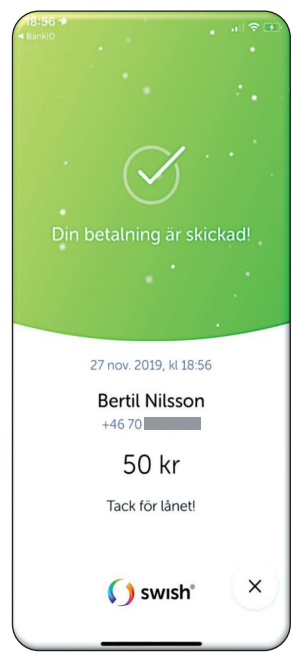 18:56
BankID
Din betalning är skickad!
27 nov. 2019, kl 18:56
Bertil Nilsson
+46 70
50 kr
Tack för lånet!
swish®